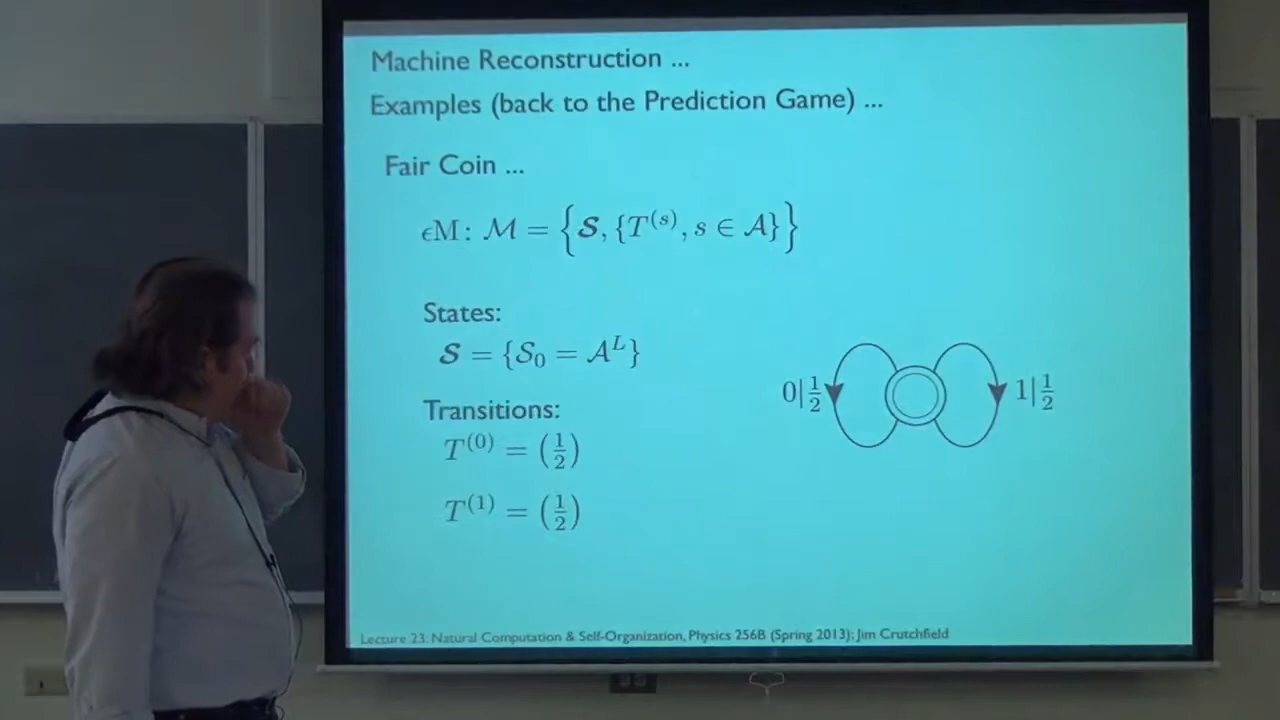 Machine Reconstruction ...
Examples (back to the Prediction Game) ...
Fair Coin ...
ϵM: ℳ = {𝓢, {T^(s), s ∈ 𝒜}}
States:
𝓢 = {𝒮₀ = 𝒜^L}
Transitions:
T^(0) = (1/2)
T^(1) = (1/2)
0|1/2
1|1/2
Lecture 23: Natural Computation & Self-Organization, Physics 256B (Spring 2013); Jim Crutchfield